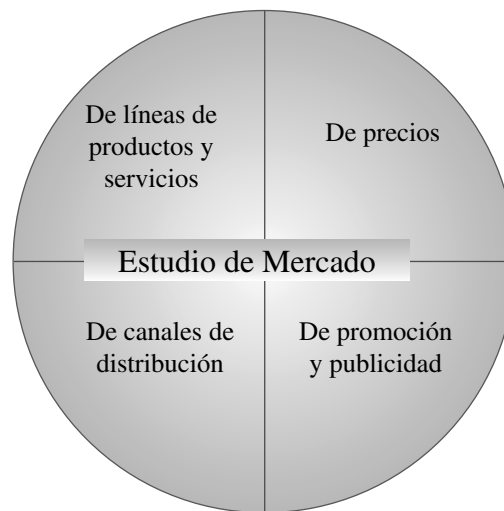 De líneas de
productos y
servicios
De precios
Estudio de Mercado
De canales de
distribución
De promoción
y publicidad